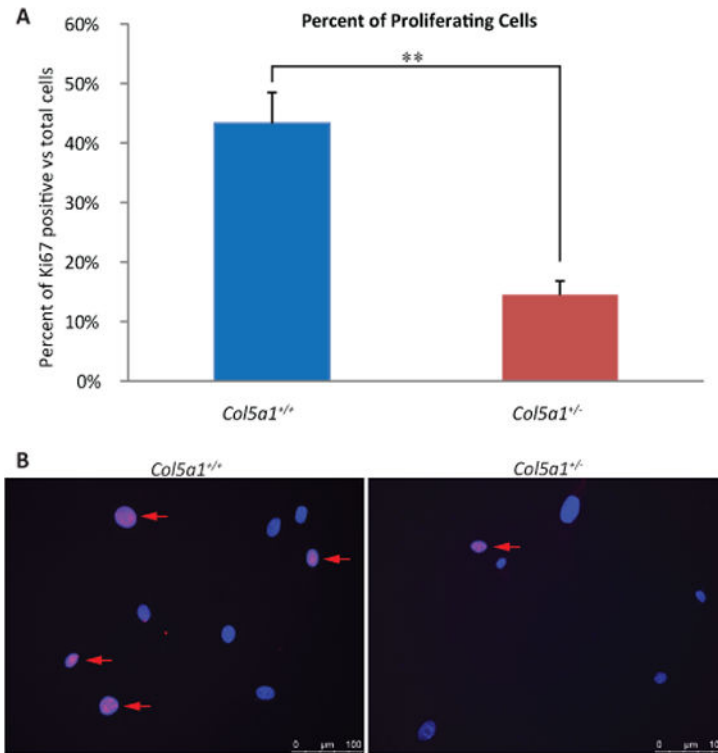 A
Percent of Proliferating Cells
Percent of Ki67 positive vs total cells
60%
50%
40%
30%
20%
10%
0%
**
Col5a1+/+
Col5a1+/-
B
Col5a1+/+
Col5a1+/-
0 µm 100
0 µm 100